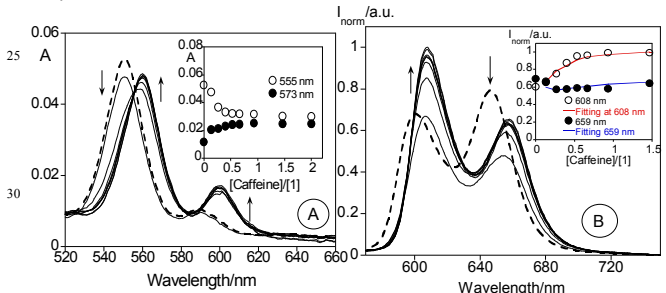 25
30
A
0.06
0.04
0.02
0
520 540 560 580 600 620 640 660
Wavelength/nm
A
A
0.08
0.06
0.04
0.02
0
0 0.5 1 1.5 2
[Caffeine]/[1]
555 nm
573 nm
I norm/a.u.
1
0.8
0.6
0.4
0.2
0
600 640 680 720
Wavelength/nm
B
I norm/a.u.
1
0.8
0.6
0.4
0.2
0
0.0 0.5 1.0 1.5
[Caffeine]/[1]
608 nm
Fitting at 608 nm
659 nm
Fitting 659 nm